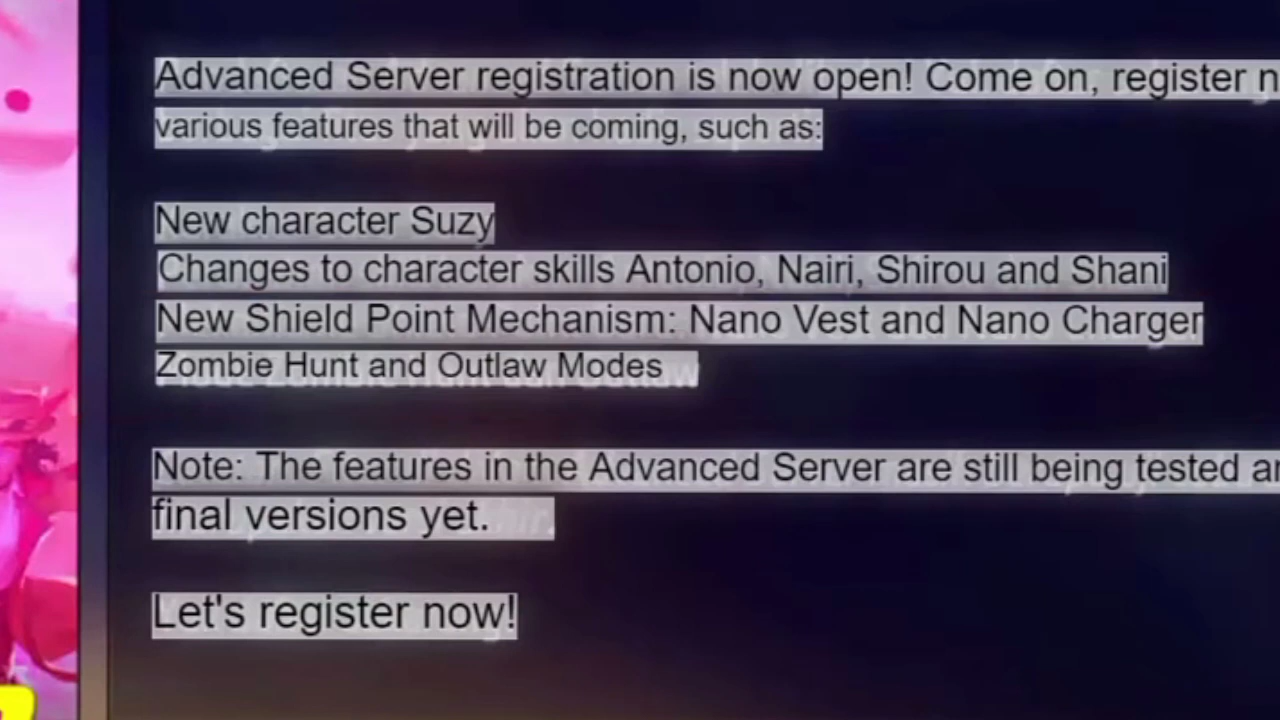 Advanced Server registration is now open! Come on, register
various features that will be coming, such as:
New character Suzy
Changes to character skills Antonio, Nairi, Shirou and Shani
New Shield Point Mechanism: Nano Vest and Nano Charger
Zombie Hunt and Outlaw Modes
Note: The features in the Advanced Server are still being tested
final versions yet.
Let's register now!